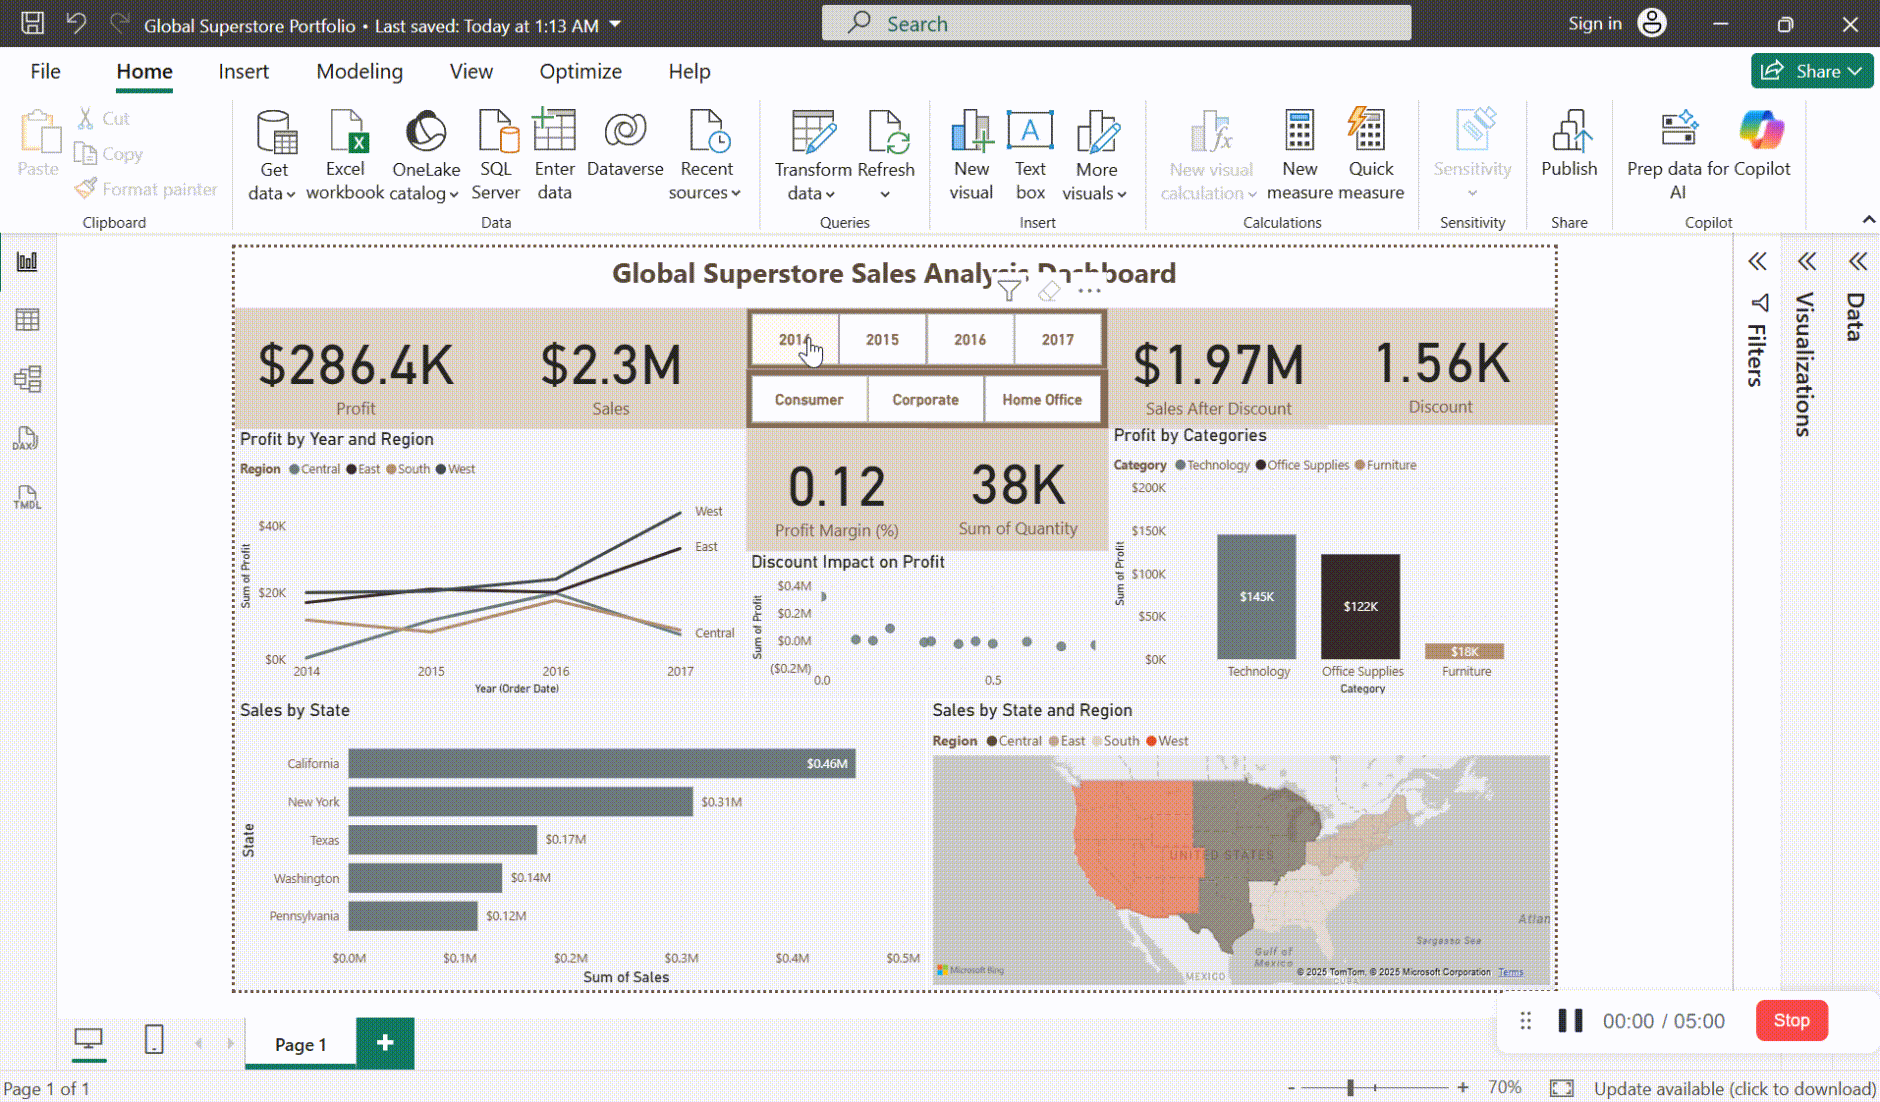 Global Superstore Portfolio • Last saved: Today at 1:13 AM
Search
Sign in
File
Home
Insert
Modeling
View
Optimize
Help
Share
Paste
Cut
Copy
Format painter
Clipboard
Get data
Excel workbook
OneLake catalog
SQL Server
Enter data
Dataverse
Recent sources
Data
Transform data
Refresh
Queries
New visual
Text box
More visuals
Insert
New visual calculation
New measure
Quick measure
Calculations
Sensitivity
Sensitivity
Publish
Share
Prep data for AI
Copilot
Copilot
DAX
TMDL
Global Superstore Sales Analysis Dashboard
$286.4K
Profit
$2.3M
Sales
2014
2015
2016
2017
Consumer
Corporate
Home Office
$1.97M
Sales After Discount
1.56K
Discount
0.12
Profit Margin (%)
38K
Sum of Quantity
Profit by Year and Region
Region
Central
East
South
West
Sum of Profit
$40K
$20K
$0K
West
East
Central
2014
2015
2016
2017
Year (Order Date)
Discount Impact on Profit
Sum of Profit
$0.4M
$0.2M
$0.0M
($0.2M)
0.0
0.5
Profit by Categories
Category
Technology
Office Supplies
Furniture
Sum of Profit
$200K
$150K
$100K
$50K
$0K
$145K
$122K
$18K
Technology
Office Supplies
Furniture
Category
Sales by State
State
California
$0.46M
New York
$0.31M
Texas
$0.17M
Washington
$0.14M
Pennsylvania
$0.12M
$0.0M
$0.1M
$0.2M
$0.3M
$0.4M
$0.5M
Sum of Sales
Sales by State and Region
Region
Central
East
South
West
UNITED STATES
Atlan
Sargasso Sea
Gulf of
Mexico
MEXICO
CUBA
Microsoft Bing
© 2025 TomTom, © 2025 Microsoft Corporation
Terms
Filters
Visualizations
Data
00:00 / 05:00
Stop
Page 1
Page 1 of 1
70%
Update available (click to download)